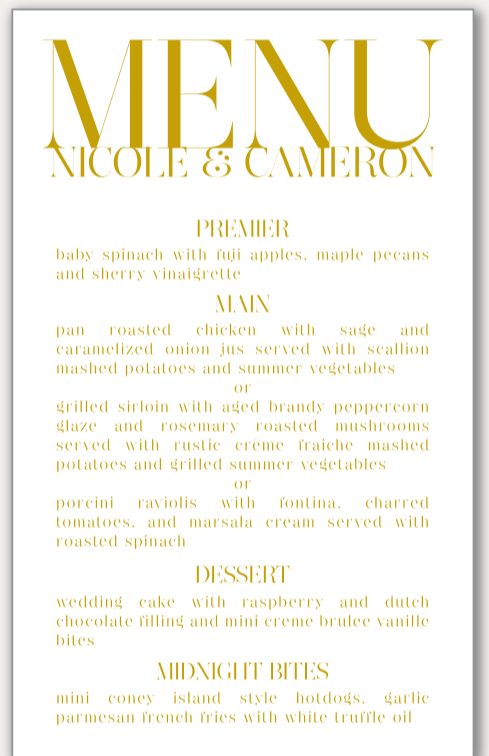 MENU
NICOLE & CAMERON
PREMIER
baby spinach with fuji apples, maple pecans
and sherry vinaigrette
MAIN
pan roasted chicken with sage and
caramelized onion jus served with scallion
mashed potatoes and summer vegetables
or
grilled sirloin with aged brandy peppercorn
glaze and rosemary roasted mushrooms
served with rustic creme fraiche mashed
potatoes and grilled summer vegetables
or
porcini raviolis with fontina, charred
tomatoes, and marsala cream served with
roasted spinach
DESSERT
wedding cake with raspberry and dutch
chocolate filling and mini creme brulee vanille
bites
MIDNIGHT BITES
mini coney island style hotdogs, garlic
parmesan french fries with white truffle oil